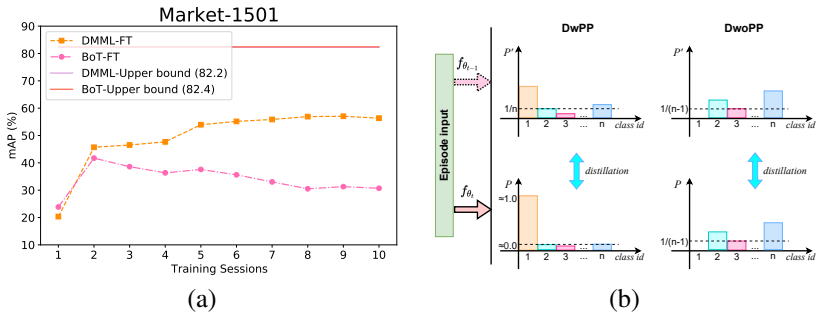 Market-1501
mAP (%)
90
80
70
60
50
40
30
20
10
DMML-FT
BoT-FT
DMML-Upper bound (82.2)
BoT-Upper bound (82.4)
1 2 3 4 5 6 7 8 9 10
Training Sessions
(a)
Episode input
fθt−1
fθt
DwPP
P'
1/n
1 2 3 ... n class id
distillation
P
≈1.0
≈0.0
1 2 3 ... n class id
DwoPP
P'
1/(n-1)
1 2 3 ... n class id
distillation
P
1/(n-1)
1 2 3 ... n class id
(b)